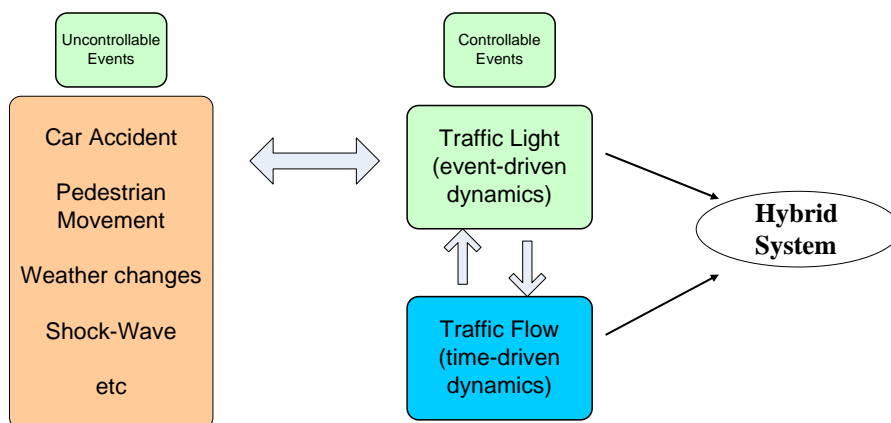 Uncontrollable
Events
Car Accident
Pedestrian
Movement
Weather changes
Shock-Wave
etc
Controllable
Events
Traffic Light
(event-driven
dynamics)
Traffic Flow
(time-driven
dynamics)
Hybrid
System